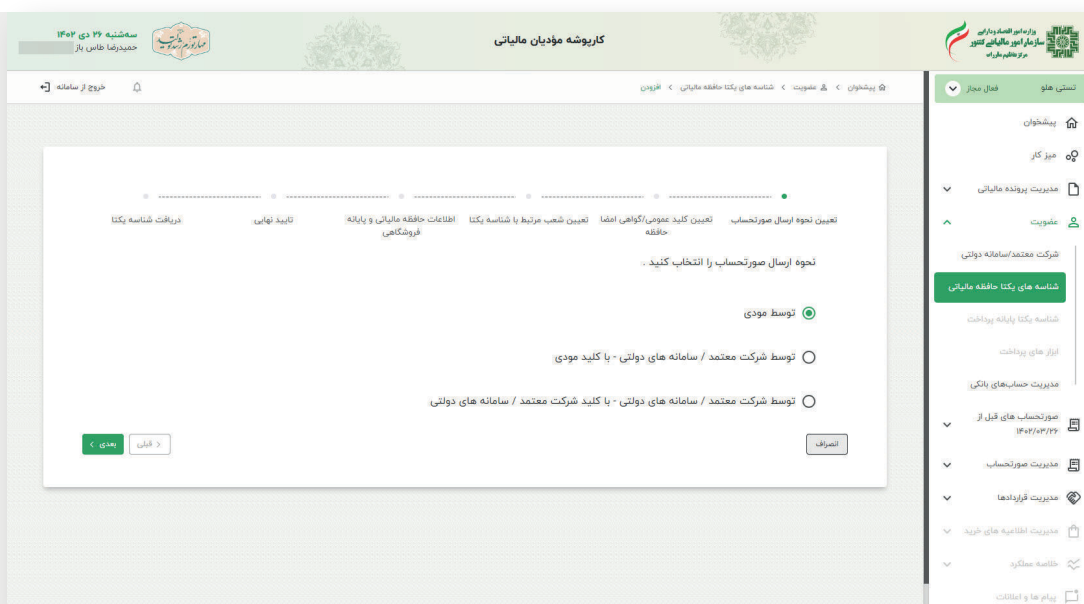 وزارت امور اقتصاد و دارایی
سازمان امور مالیاتی کشور
مرکز تنظیم مقررات
کارپوشه مؤدیان مالیاتی
سه‌شنبه ۲۶ دی ۱۴۰۲
حمیدرضا طاس باز
تستی هلو
فعال مجاز
پیشخوان > عضویت > شناسه های یکتا حافظه مالیاتی > افزودن
خروج از سامانه
پیشخوان
میز کار
مدیریت پرونده مالیاتی
عضویت
شرکت معتمد/سامانه دولتی
شناسه های یکتا حافظه مالیاتی
شناسه یکتا پایانه پرداخت
ابزار های پرداخت
مدیریت حساب‌های بانکی
صورتحساب های قبل از
۱۴۰۲/۰۳/۲۶
مدیریت صورتحساب
مدیریت قراردادها
مدیریت اطلاعیه های خرید
خلاصه عملکرد
پیام ها و اعلانات
تعیین نحوه ارسال صورتحساب
تعیین کلید عمومی/گواهی امضا
حافظه
تعیین شعب مرتبط با شناسه یکتا
اطلاعات حافظه مالیاتی و پایانه
فروشگاهی
تایید نهایی
دریافت شناسه یکتا
نحوه ارسال صورتحساب را انتخاب کنید .
توسط مودی
توسط شرکت معتمد / سامانه های دولتی - با کلید مودی
توسط شرکت معتمد / سامانه های دولتی - با کلید شرکت معتمد / سامانه های دولتی
انصراف
قبلی
بعدی